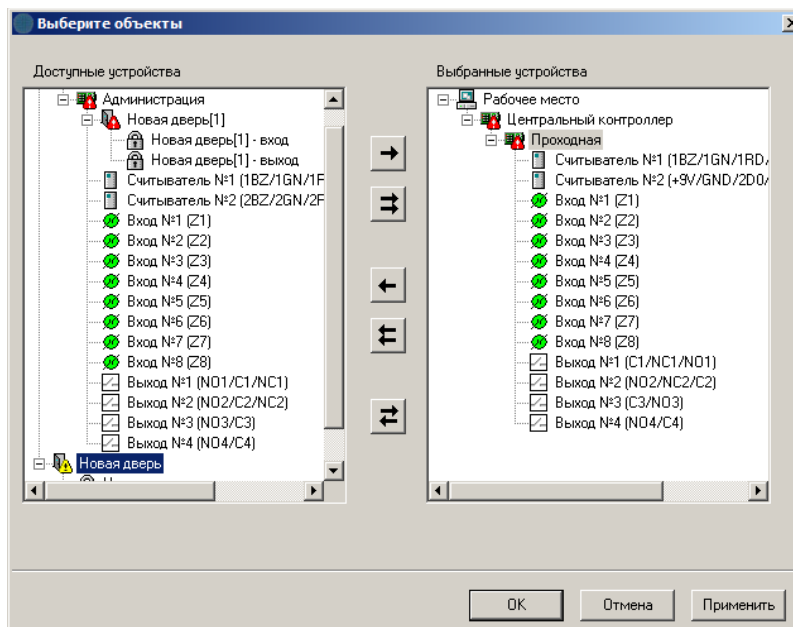 Выберите объекты
Доступные устройства
Администрация
Новая дверь[1]
Новая дверь[1] - вход
Новая дверь[1] - выход
Считыватель №1 (1BZ/1GN/1F
Считыватель №2 (2BZ/2GN/2F
Вход №1 (Z1)
Вход №2 (Z2)
Вход №3 (Z3)
Вход №4 (Z4)
Вход №5 (Z5)
Вход №6 (Z6)
Вход №7 (Z7)
Вход №8 (Z8)
Выход №1 (NO1/C1/NC1)
Выход №2 (NO2/C2/NC2)
Выход №3 (NO3/C3)
Выход №4 (NO4/C4)
Новая дверь
Выбранные устройства
Рабочее место
Центральный контроллер
Проходная
Считыватель №1 (1BZ/1GN/1RD/
Считыватель №2 (+9V/GND/2D0/
Вход №1 (Z1)
Вход №2 (Z2)
Вход №3 (Z3)
Вход №4 (Z4)
Вход №5 (Z5)
Вход №6 (Z6)
Вход №7 (Z7)
Вход №8 (Z8)
Выход №1 (C1/NC1/NO1)
Выход №2 (NO2/NC2/C2)
Выход №3 (C3/NO3)
Выход №4 (NO4/C4)
OK
Отмена
Применить